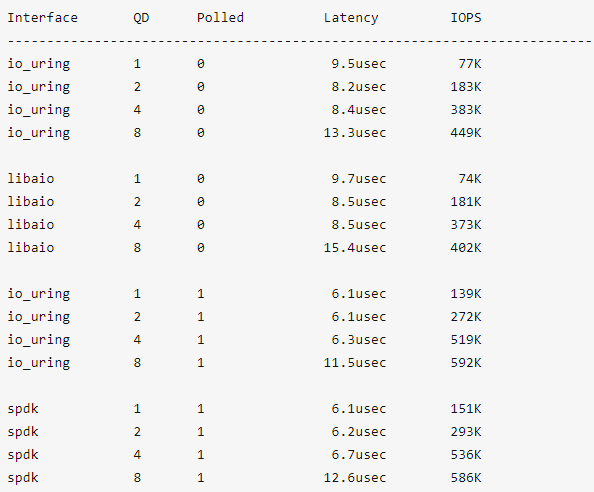 Interface QD Polled Latency IOPS
--------------------------------------------------------------------------
io_uring 1 0 9.5usec 77K
io_uring 2 0 8.2usec 183K
io_uring 4 0 8.4usec 383K
io_uring 8 0 13.3usec 449K
libaio 1 0 9.7usec 74K
libaio 2 0 8.5usec 181K
libaio 4 0 8.5usec 373K
libaio 8 0 15.4usec 402K
io_uring 1 1 6.1usec 139K
io_uring 2 1 6.1usec 272K
io_uring 4 1 6.3usec 519K
io_uring 8 1 11.5usec 592K
spdk 1 1 6.1usec 151K
spdk 2 1 6.2usec 293K
spdk 4 1 6.7usec 536K
spdk 8 1 12.6usec 586K